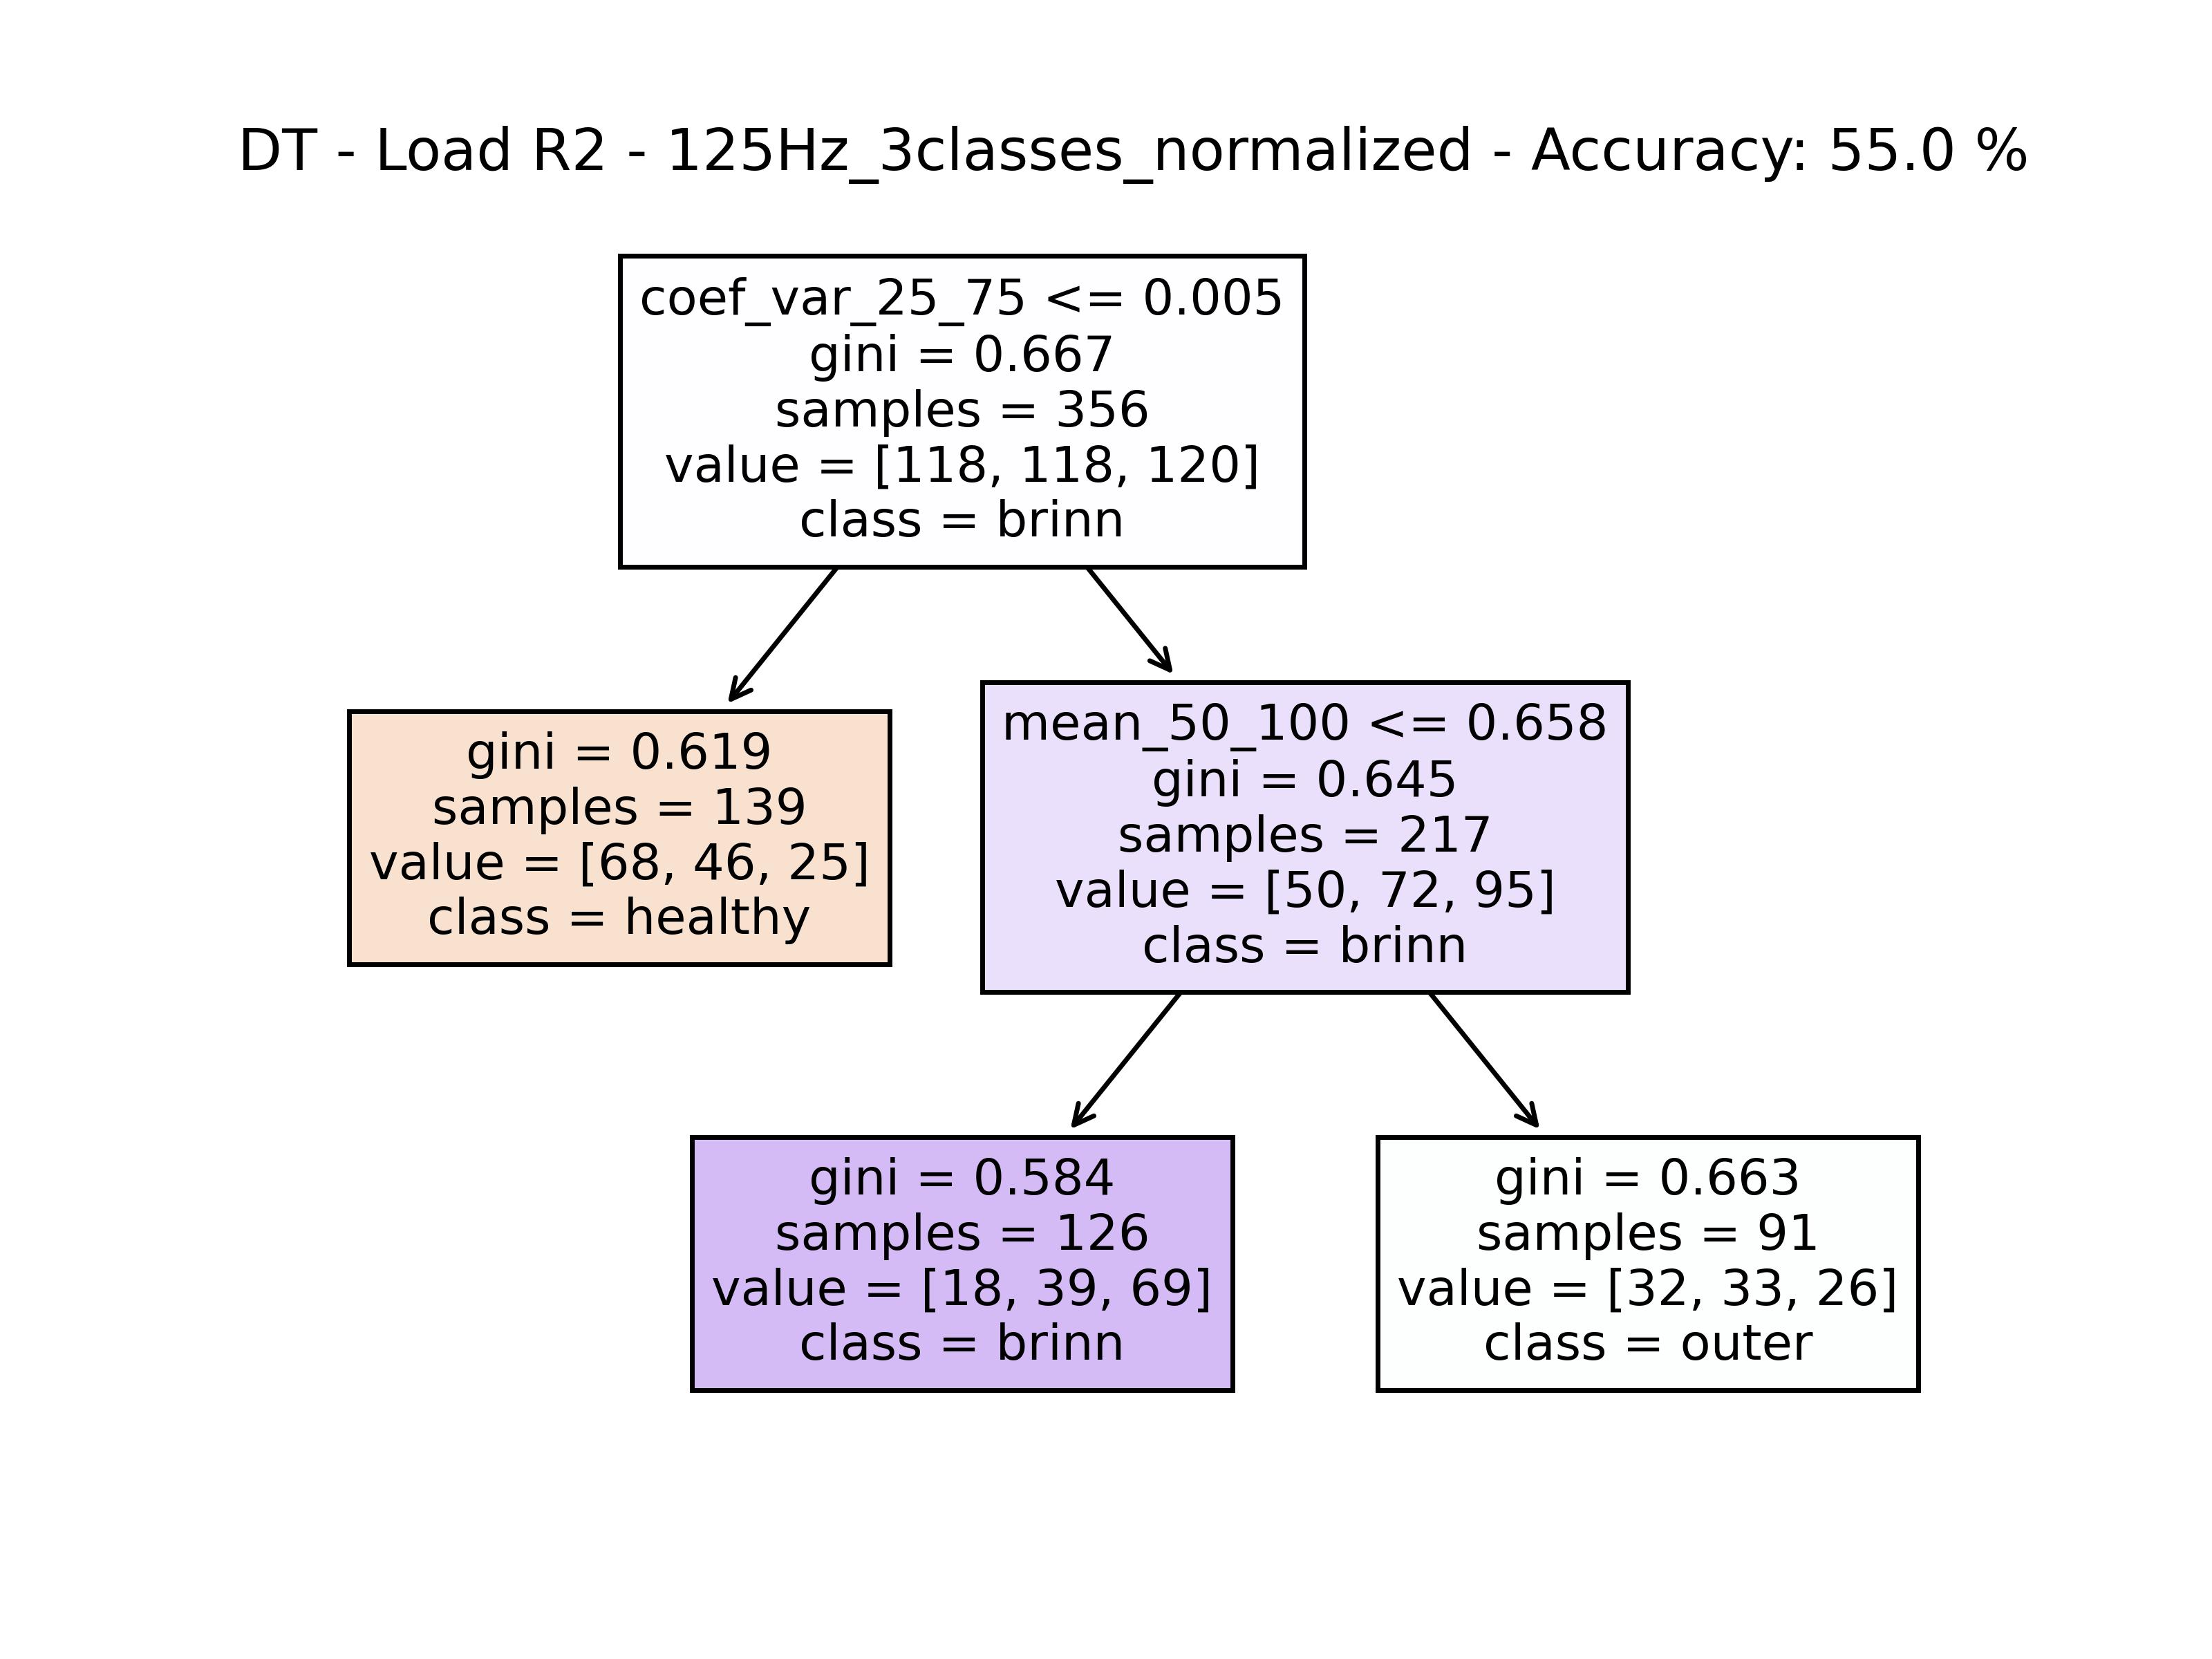 DT - Load R2 - 125Hz_3classes_normalized - Accuracy: 55.0 %
coef_var_25_75 <= 0.005
gini = 0.667
samples = 356
value = [118, 118, 120]
class = brinn
gini = 0.619
samples = 139
value = [68, 46, 25]
class = healthy
mean_50_100 <= 0.658
gini = 0.645
samples = 217
value = [50, 72, 95]
class = brinn
gini = 0.584
samples = 126
value = [18, 39, 69]
class = brinn
gini = 0.663
samples = 91
value = [32, 33, 26]
class = outer